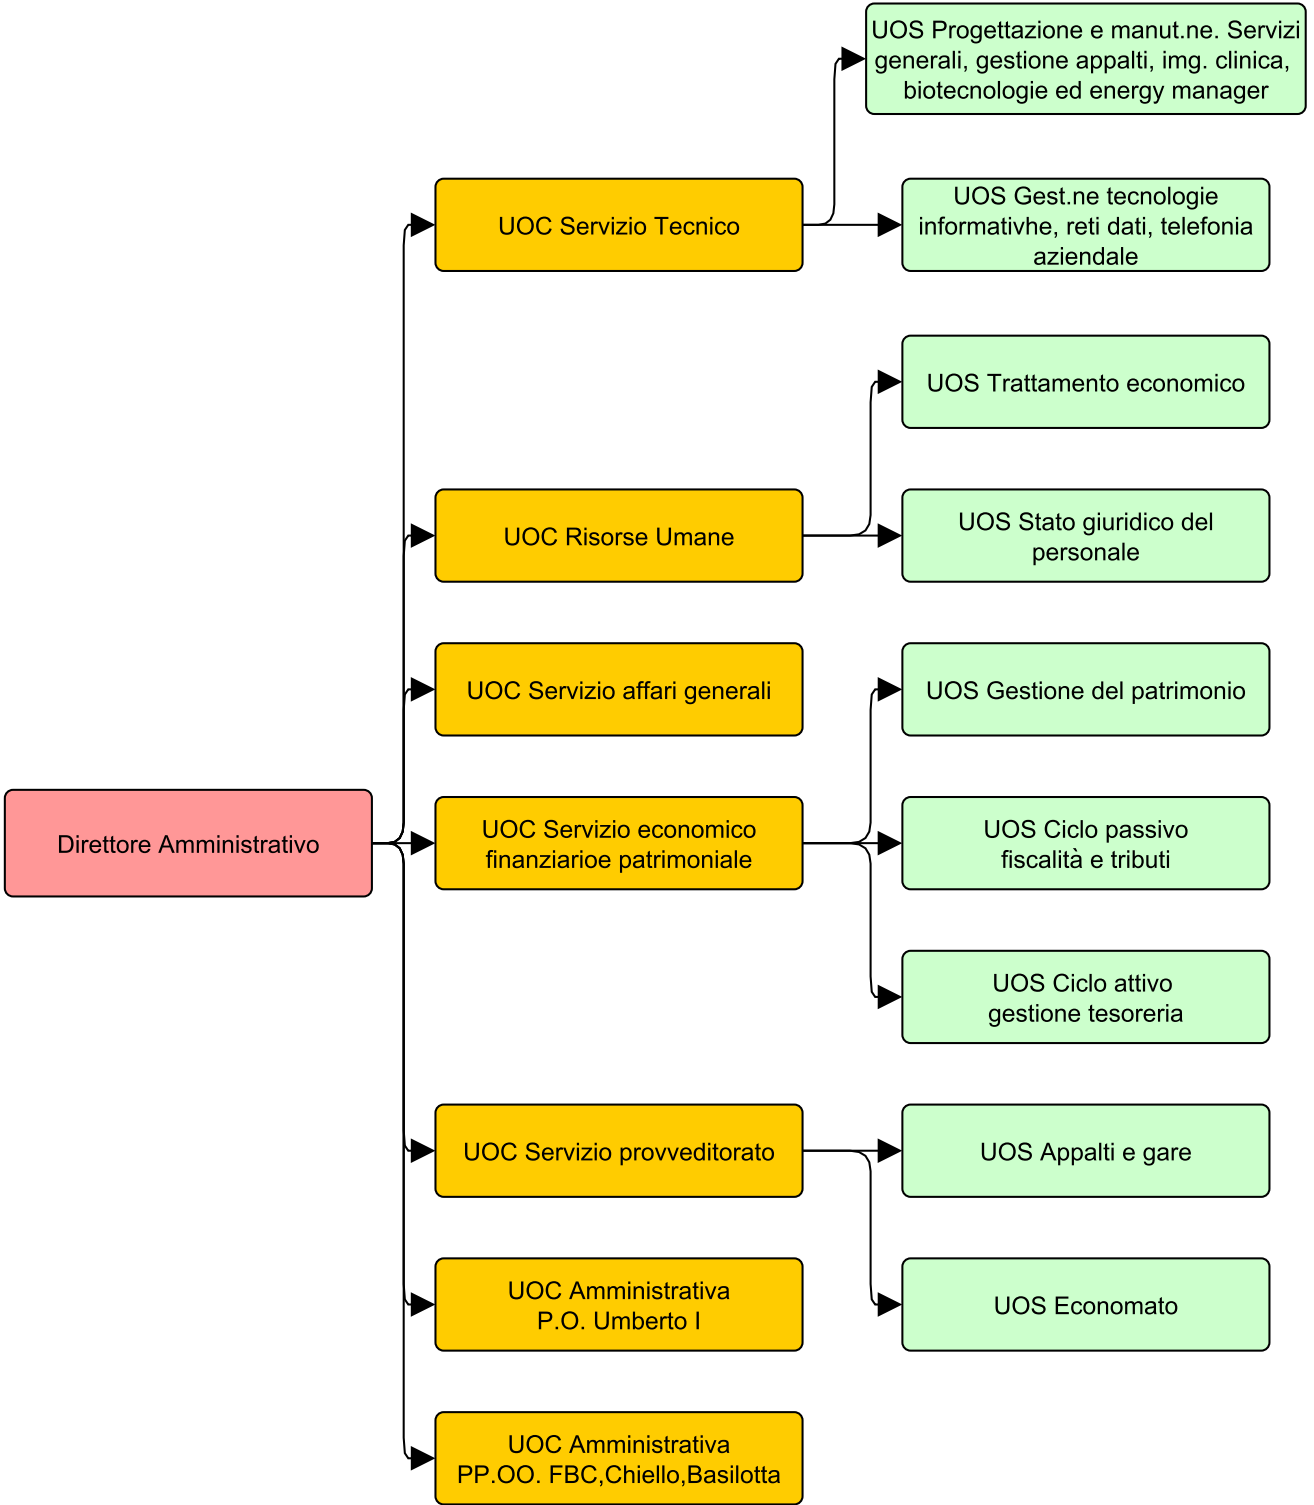 UOS Progettazione e manut.ne. Servizi
generali, gestione appalti, img. clinica,
biotecnologie ed energy manager
UOC Servizio Tecnico
UOS Gest.ne tecnologie
informativhe, reti dati, telefonia
aziendale
UOS Trattamento economico
UOC Risorse Umane
UOS Stato giuridico del
personale
UOC Servizio affari generali
UOS Gestione del patrimonio
Direttore Amministrativo
UOC Servizio economico
finanziarioe patrimoniale
UOS Ciclo passivo
fiscalità e tributi
UOS Ciclo attivo
gestione tesoreria
UOC Servizio provveditorato
UOS Appalti e gare
UOC Amministrativa
P.O. Umberto I
UOS Economato
UOC Amministrativa
PP.OO. FBC,Chiello,Basilotta